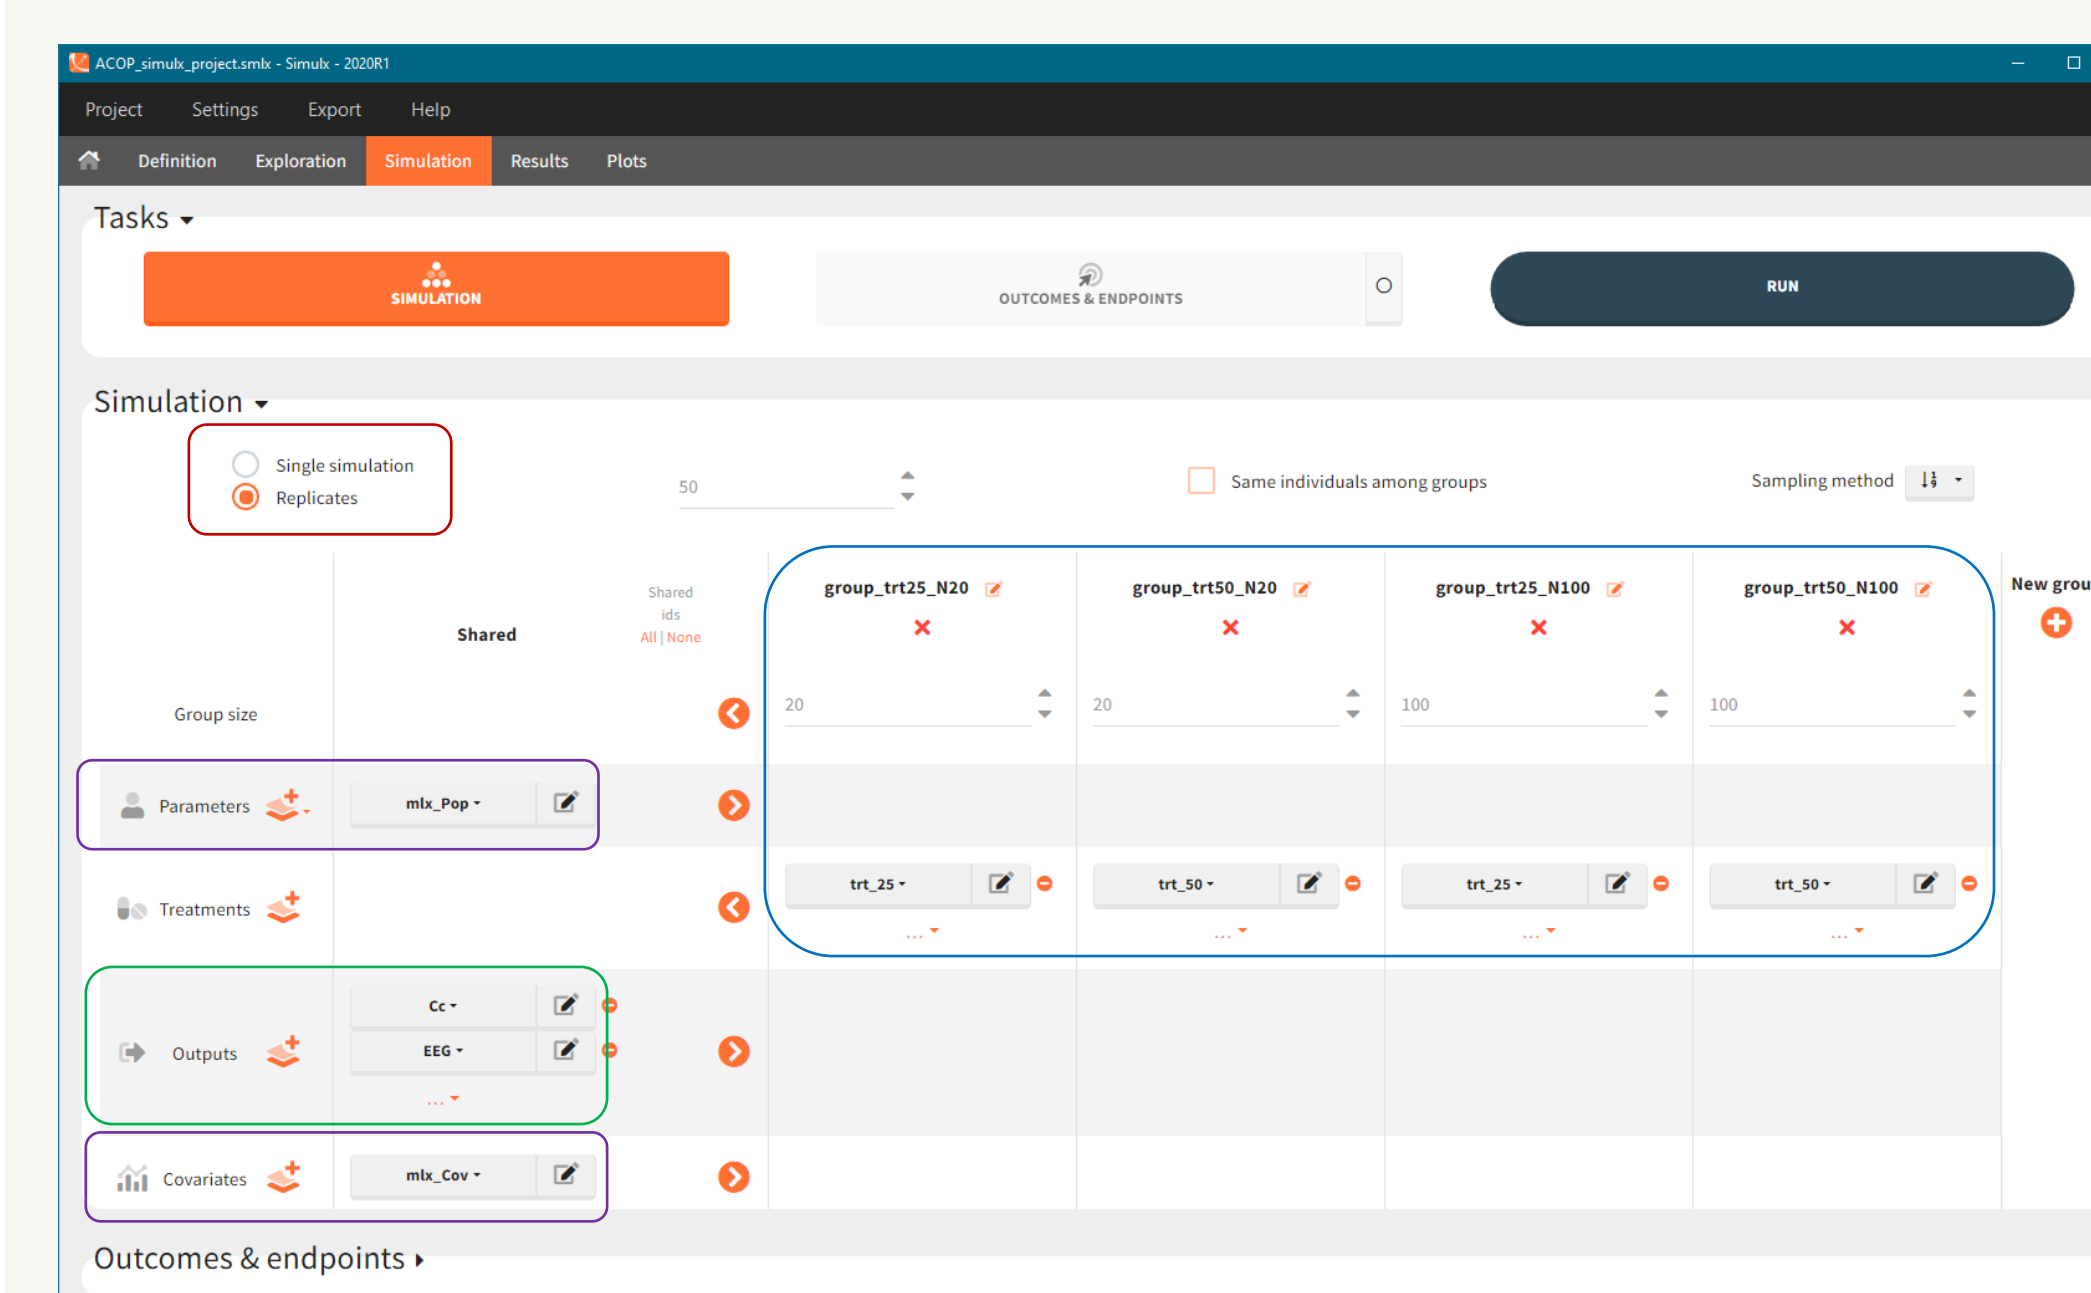 ACOP_simulx_project.smlx - Simulx - 2020R1
Project Settings Export Help
Definition Exploration Simulation Results Plots
Tasks
SIMULATION
OUTCOMES & ENDPOINTS
RUN
Simulation
Single simulation
Replicates
50
Same individuals among groups
Sampling method
Shared
Shared
ids
All | None
group_trt25_N20
group_trt50_N20
group_trt25_N100
group_trt50_N100
New grou
Group size
20
20
100
100
Parameters
mlx_Pop
Treatments
trt_25
trt_50
trt_25
trt_50
...
...
...
...
Outputs
Cc
EEG
...
Covariates
mlx_Cov
Outcomes & endpoints